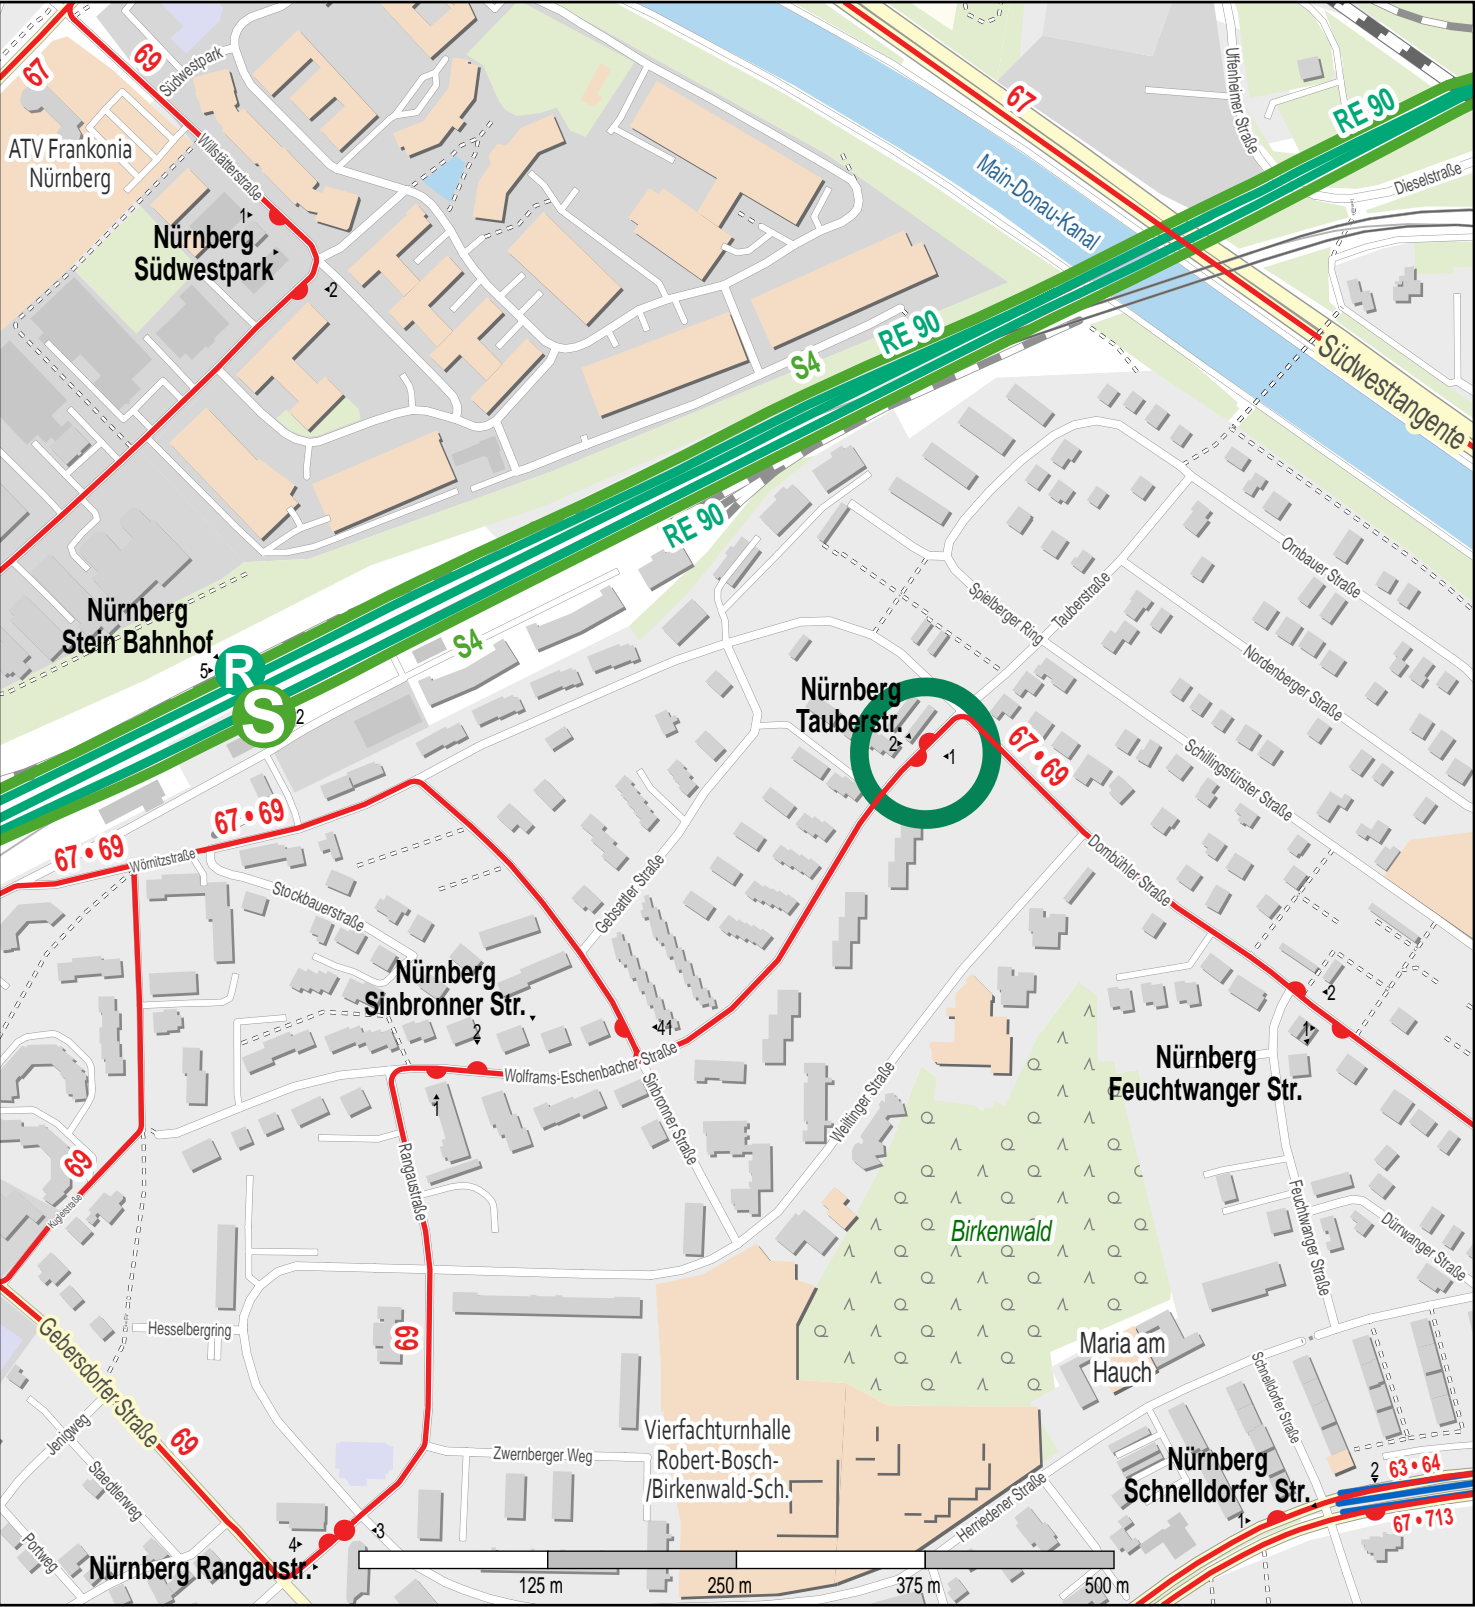 67
69
Südwestpark
ATV Frankonia
Nürnberg
Willstätterstraße
1
Nürnberg
Südwestpark
2
67
Main-Donau-Kanal
Uffenheimer Straße
RE 90
Dieselstraße
RE 90
S4
Südwesttangente
RE 90
S4
Nürnberg
Stein Bahnhof
5
R
S
2
Spielberger Ring
Tauberstraße
Ornbauer Straße
Nordenberger Straße
Schillingsfürster Straße
Nürnberg
Tauberstr.
2
1
67 • 69
Dombühler Straße
67 • 69
67 • 69
Wörnitzstraße
Stockbauerstraße
Gebsattler Straße
Nürnberg
Sinbronner Str.
2
41
1
Wolframs-Eschenbacher Straße
Sinbronner Straße
Weiltinger Straße
2
1
Nürnberg
Feuchtwanger Str.
69
Kuglerstraße
Rangaustraße
Birkenwald
Feuchtwanger Straße
Dürrwanger Straße
Hesselbergring
69
Gebersdorfer Straße
69
Maria am
Hauch
Schnelldorfer Straße
Jenigweg
Staedtlerweg
Portweg
Zwernberger Weg
Vierfachturnhalle
Robert-Bosch-
/Birkenwald-Sch.
Herriedener Straße
Nürnberg
Schnelldorfer Str.
1
2
63 • 64
67 • 713
3
4
Nürnberg Rangaustr.
125 m
250 m
375 m
500 m